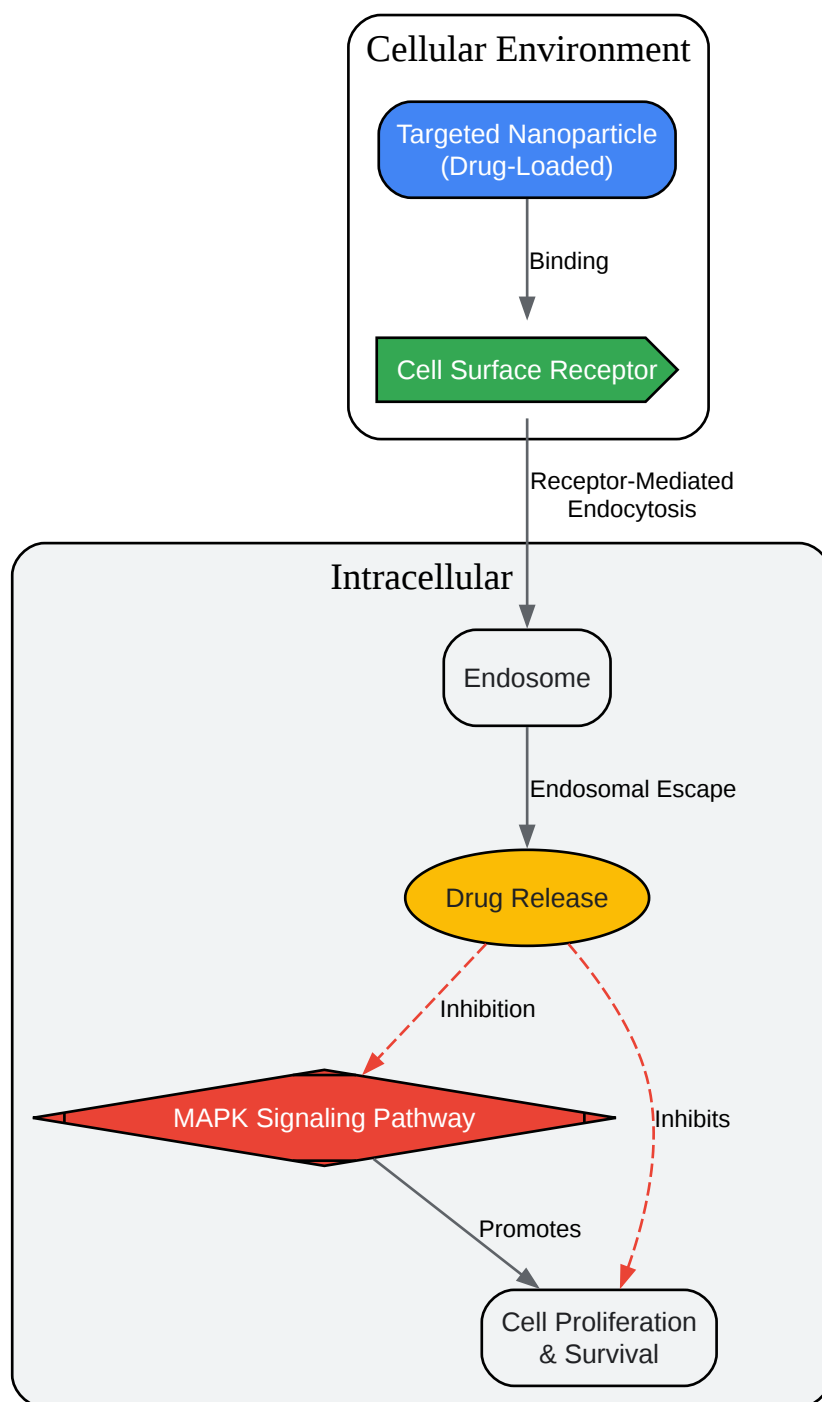 Cellular Environment
Targeted Nanoparticle
(Drug-Loaded)
Binding
Cell Surface Receptor
Receptor-Mediated
Endocytosis
Intracellular
Endosome
Endosomal Escape
Drug Release
Inhibition
MAPK Signaling Pathway
Inhibits
Promotes
Cell Proliferation
& Survival